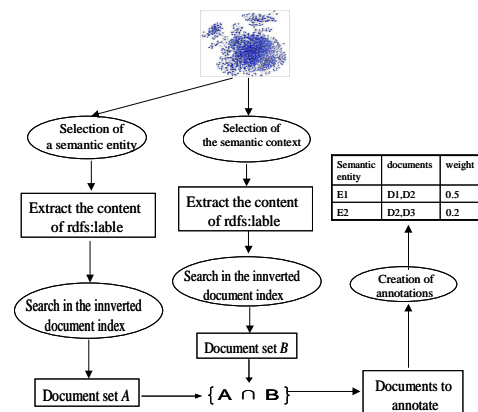 Selection of
a semantic entity
Selection of
the semantic context
Extract the content
of rdfs:lable
Extract the content
of rdfs:lable
Search in the innverted
document index
Search in the innverted
document index
Document set A
Document set B
{A ∩ B}
Documents to
annotate
Creation of
annotations
Semantic entity documents weight
E1 D1,D2 0.5
E2 D2,D3 0.2